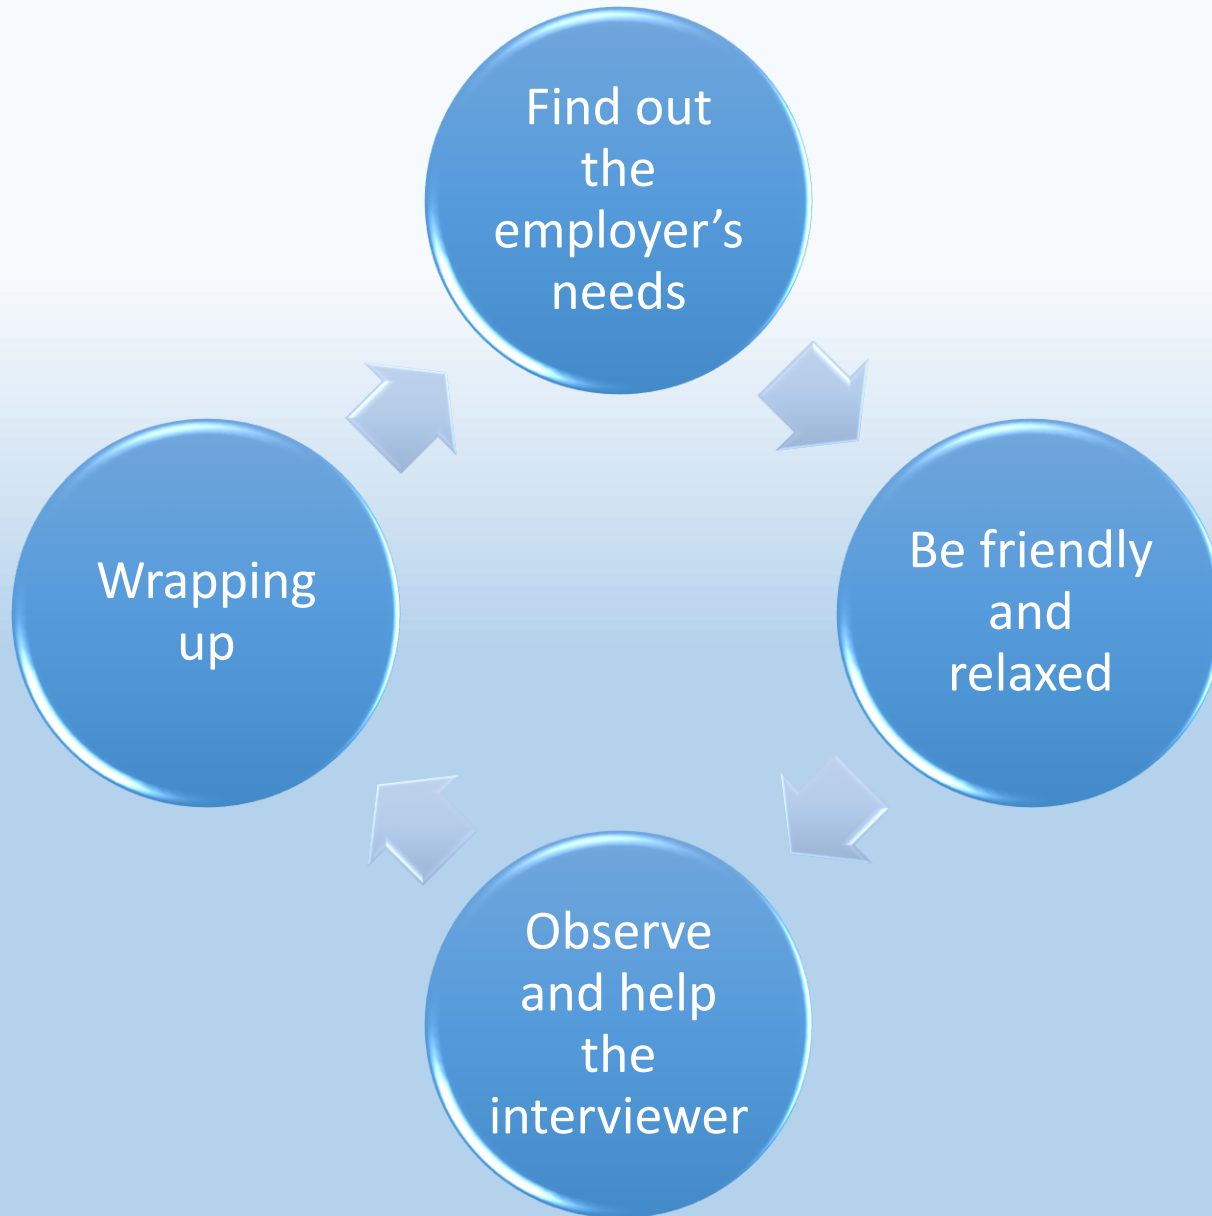 Find out
the
employer’s
needs
Be friendly
and
relaxed
Observe
and help
the
interviewer
Wrapping
up